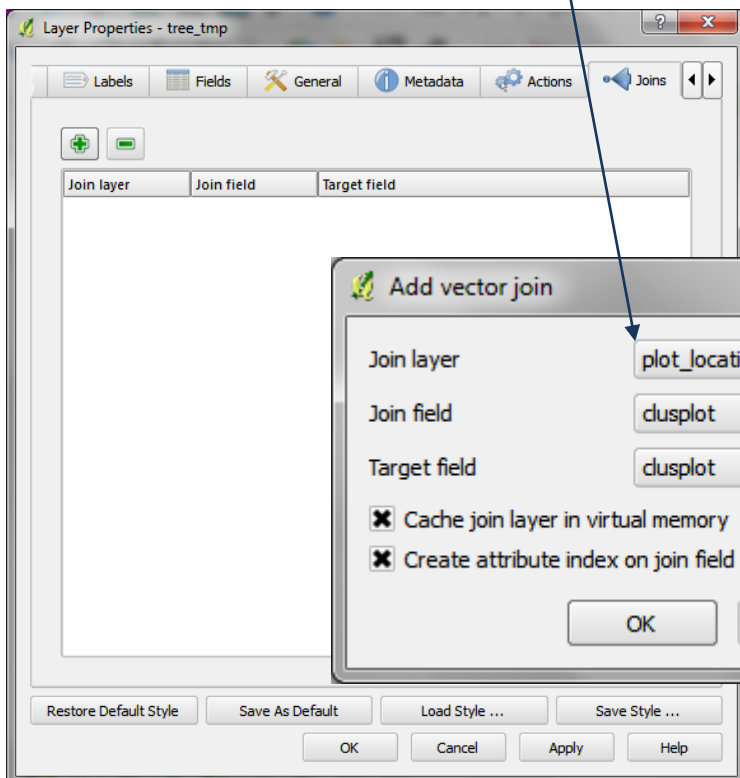 Layer Properties - tree_tmp
Labels Fields General Metadata Actions Joins
Join layer Join field Target field
Add vector join
Join layer plot_locati
Join field clusplot
Target field clusplot
Cache join layer in virtual memory
Create attribute index on join field
OK
Restore Default Style Save As Default Load Style ... Save Style ...
OK Cancel Apply Help